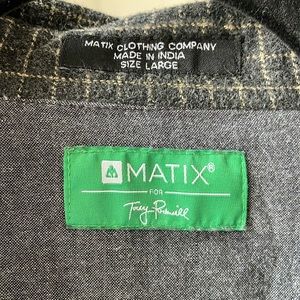 MATIX CLOTHING COMPANY
MADE IN INDIA
SIZE LARGE
MATIX®
FOR